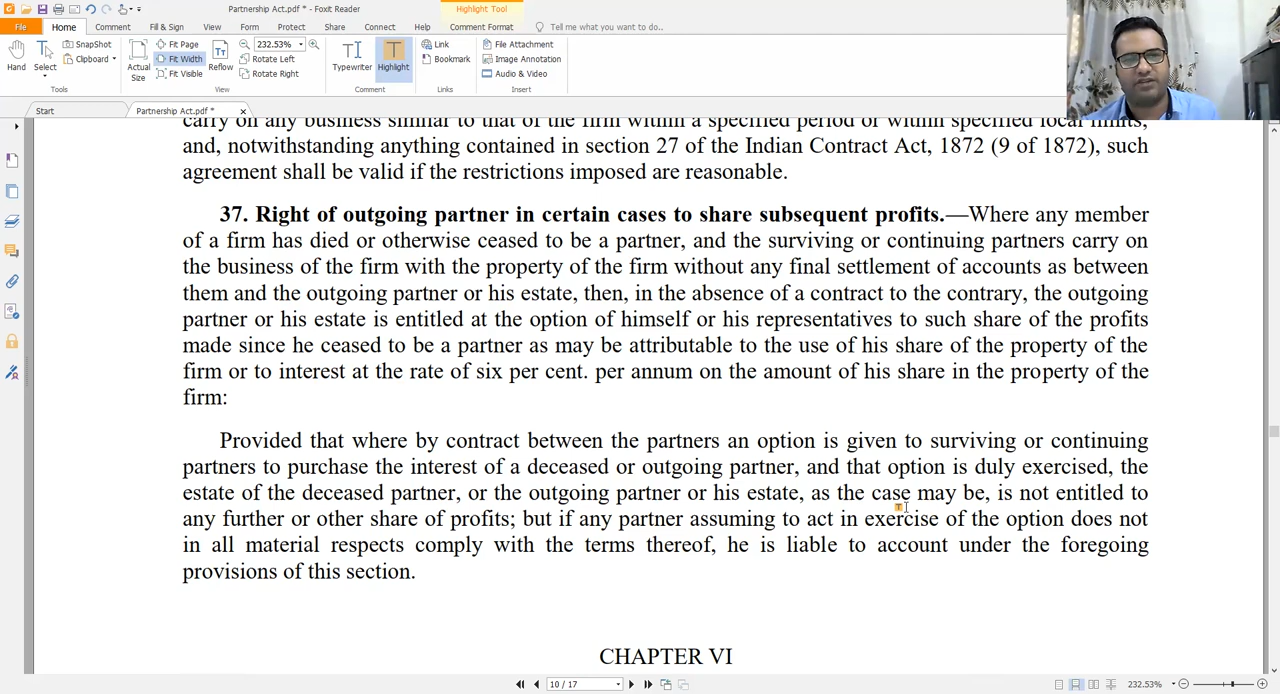 Partnership Act.pdf * - Foxit Reader
Highlight Tool
File Home Comment Fill & Sign View Form Protect Share Connect Help Comment Format Tell me what you want to do...
Hand
Select
SnapShot
Clipboard
Actual
Size
Fit Page
Fit Width
Fit Visible
Reflow
232.53%
Rotate Left
Rotate Right
Typewriter
Highlight
Link
Bookmark
File Attachment
Image Annotation
Audio & Video
Tools View Comment Links Insert
Start Partnership Act.pdf *
carry on any business similar to that of the firm within a specified period or within specified local limits,
and, notwithstanding anything contained in section 27 of the Indian Contract Act, 1872 (9 of 1872), such
agreement shall be valid if the restrictions imposed are reasonable.
37. Right of outgoing partner in certain cases to share subsequent profits.—Where any member
of a firm has died or otherwise ceased to be a partner, and the surviving or continuing partners carry on
the business of the firm with the property of the firm without any final settlement of accounts as between
them and the outgoing partner or his estate, then, in the absence of a contract to the contrary, the outgoing
partner or his estate is entitled at the option of himself or his representatives to such share of the profits
made since he ceased to be a partner as may be attributable to the use of his share of the property of the
firm or to interest at the rate of six per cent. per annum on the amount of his share in the property of the
firm:
Provided that where by contract between the partners an option is given to surviving or continuing
partners to purchase the interest of a deceased or outgoing partner, and that option is duly exercised, the
estate of the deceased partner, or the outgoing partner or his estate, as the case may be, is not entitled to
any further or other share of profits; but if any partner assuming to act in exercise of the option does not
in all material respects comply with the terms thereof, he is liable to account under the foregoing
provisions of this section.
CHAPTER VI
10 / 17
232.53%